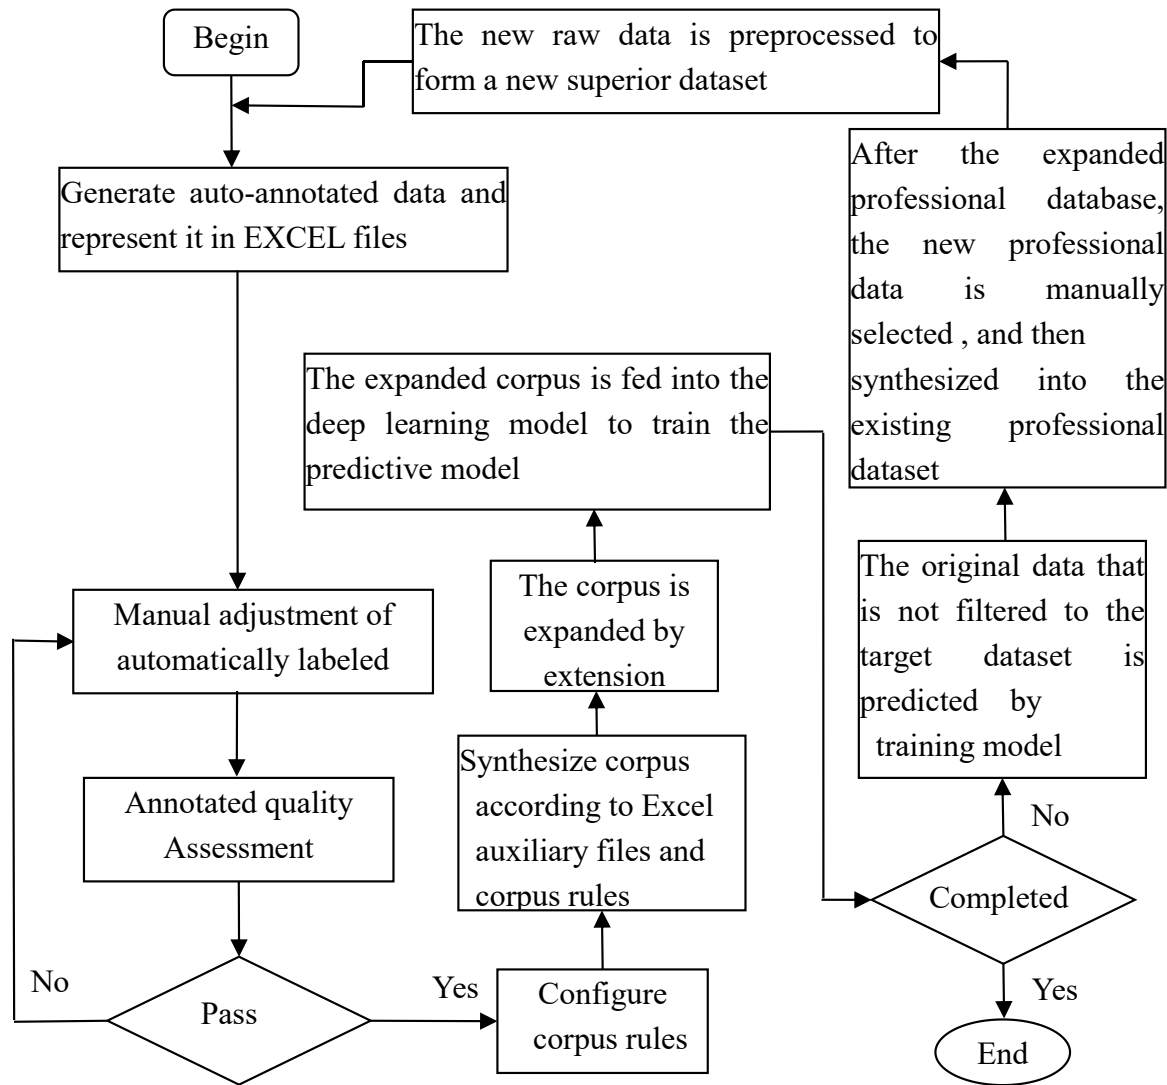 Begin
The new raw data is preprocessed to
form a new superior dataset
Generate auto-annotated data and
represent it in EXCEL files
After the expanded
professional database,
the new professional
data is manually
selected , and then
synthesized into the
existing professional
dataset
The expanded corpus is fed into the
deep learning model to train the
predictive model
The original data that
is not filtered to the
target dataset is
predicted by
training model
The corpus is
expanded by
extension
Manual adjustment of
automatically labeled
Synthesize corpus
according to Excel
auxiliary files and
corpus rules
Annotated quality
Assessment
No
Completed
No
Pass
Yes
Configure
corpus rules
Yes
End